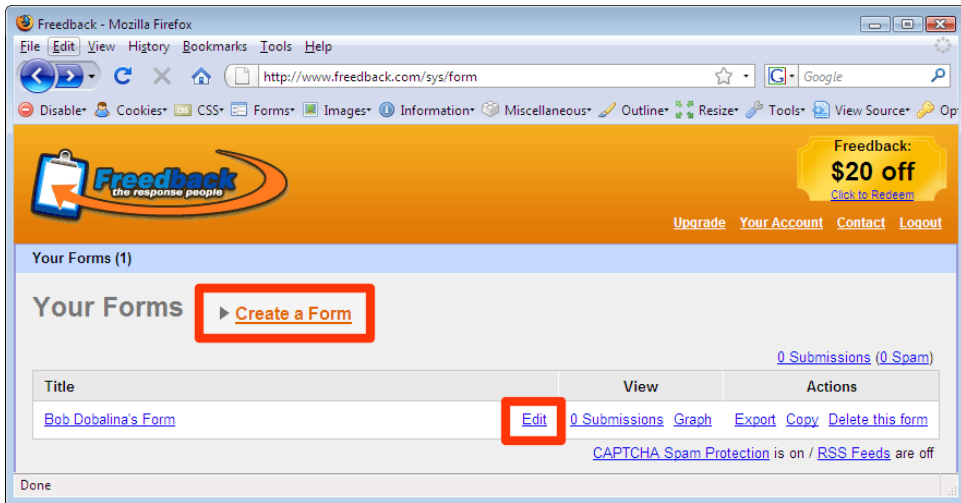 Freedback - Mozilla Firefox
File Edit View History Bookmarks Tools Help
http://www.freedback.com/sys/form
G Google
Disable Cookies CSS Forms Images Information Miscellaneous Outline Resize Tools View Source Op
Freedback
the response people
Freedback:
$20 off
Click to Redeem
Upgrade Your Account Contact Logout
Your Forms (1)
Your Forms Create a Form
0 Submissions (0 Spam)
Title View Actions
Bob Dobalina's Form Edit 0 Submissions Graph Export Copy Delete this form
CAPTCHA Spam Protection is on / RSS Feeds are off
Done